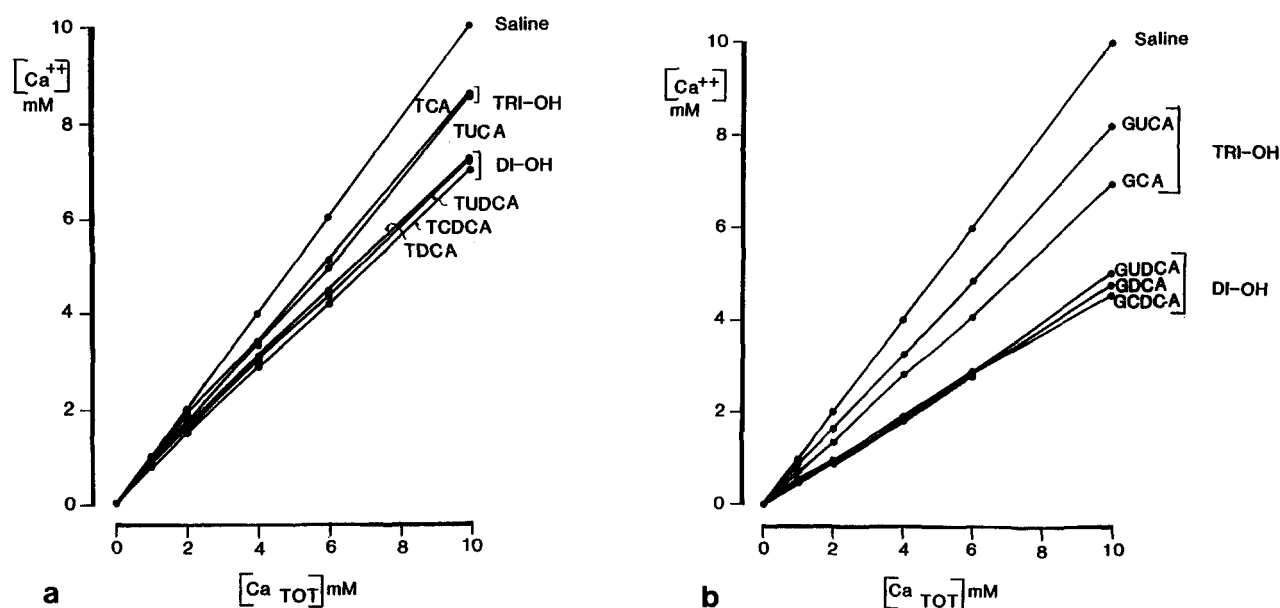 10
8
6
4
2
0
[Ca++]
mM
Saline
TCA
TRI-OH
TUCA
DI-OH
TUDCA
TCDCA
TDCA
0 2 4 6 8 10
[Ca TOT] mM
a
10
8
6
4
2
0
[Ca++]
mM
Saline
GUCA
TRI-OH
GCA
GUDCA
GDCA
DI-OH
GCDCA
0 2 4 6 8 10
[Ca TOT] mM
b